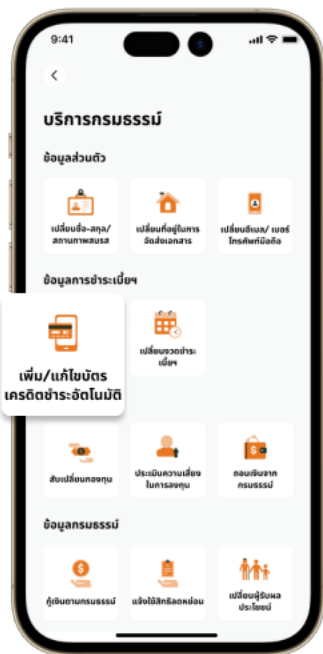 9:41
บริการกรมธรรม์
ข้อมูลส่วนตัว
เปลี่ยนชื่อ-สกุล/
สถานภาพสมรส
เปลี่ยนที่อยู่ในการ
จัดส่งเอกสาร
เปลี่ยนอีเมล/ เบอร์
โทรศัพท์มือถือ
ข้อมูลการชำระเบี้ยฯ
เพิ่ม/แก้ไขบัตร
เครดิตชำระอัตโนมัติ
เปลี่ยนงวดชำระ
เบี้ยฯ
สับเปลี่ยนกองทุน
ประเมินความเสี่ยง
ในการลงทุน
ถอนเงินจาก
กรมธรรม์
ข้อมูลกรมธรรม์
กู้เงินตามกรมธรรม์
แจ้งใช้สิทธิลดหย่อน
เปลี่ยนผู้รับผล
ประโยชน์